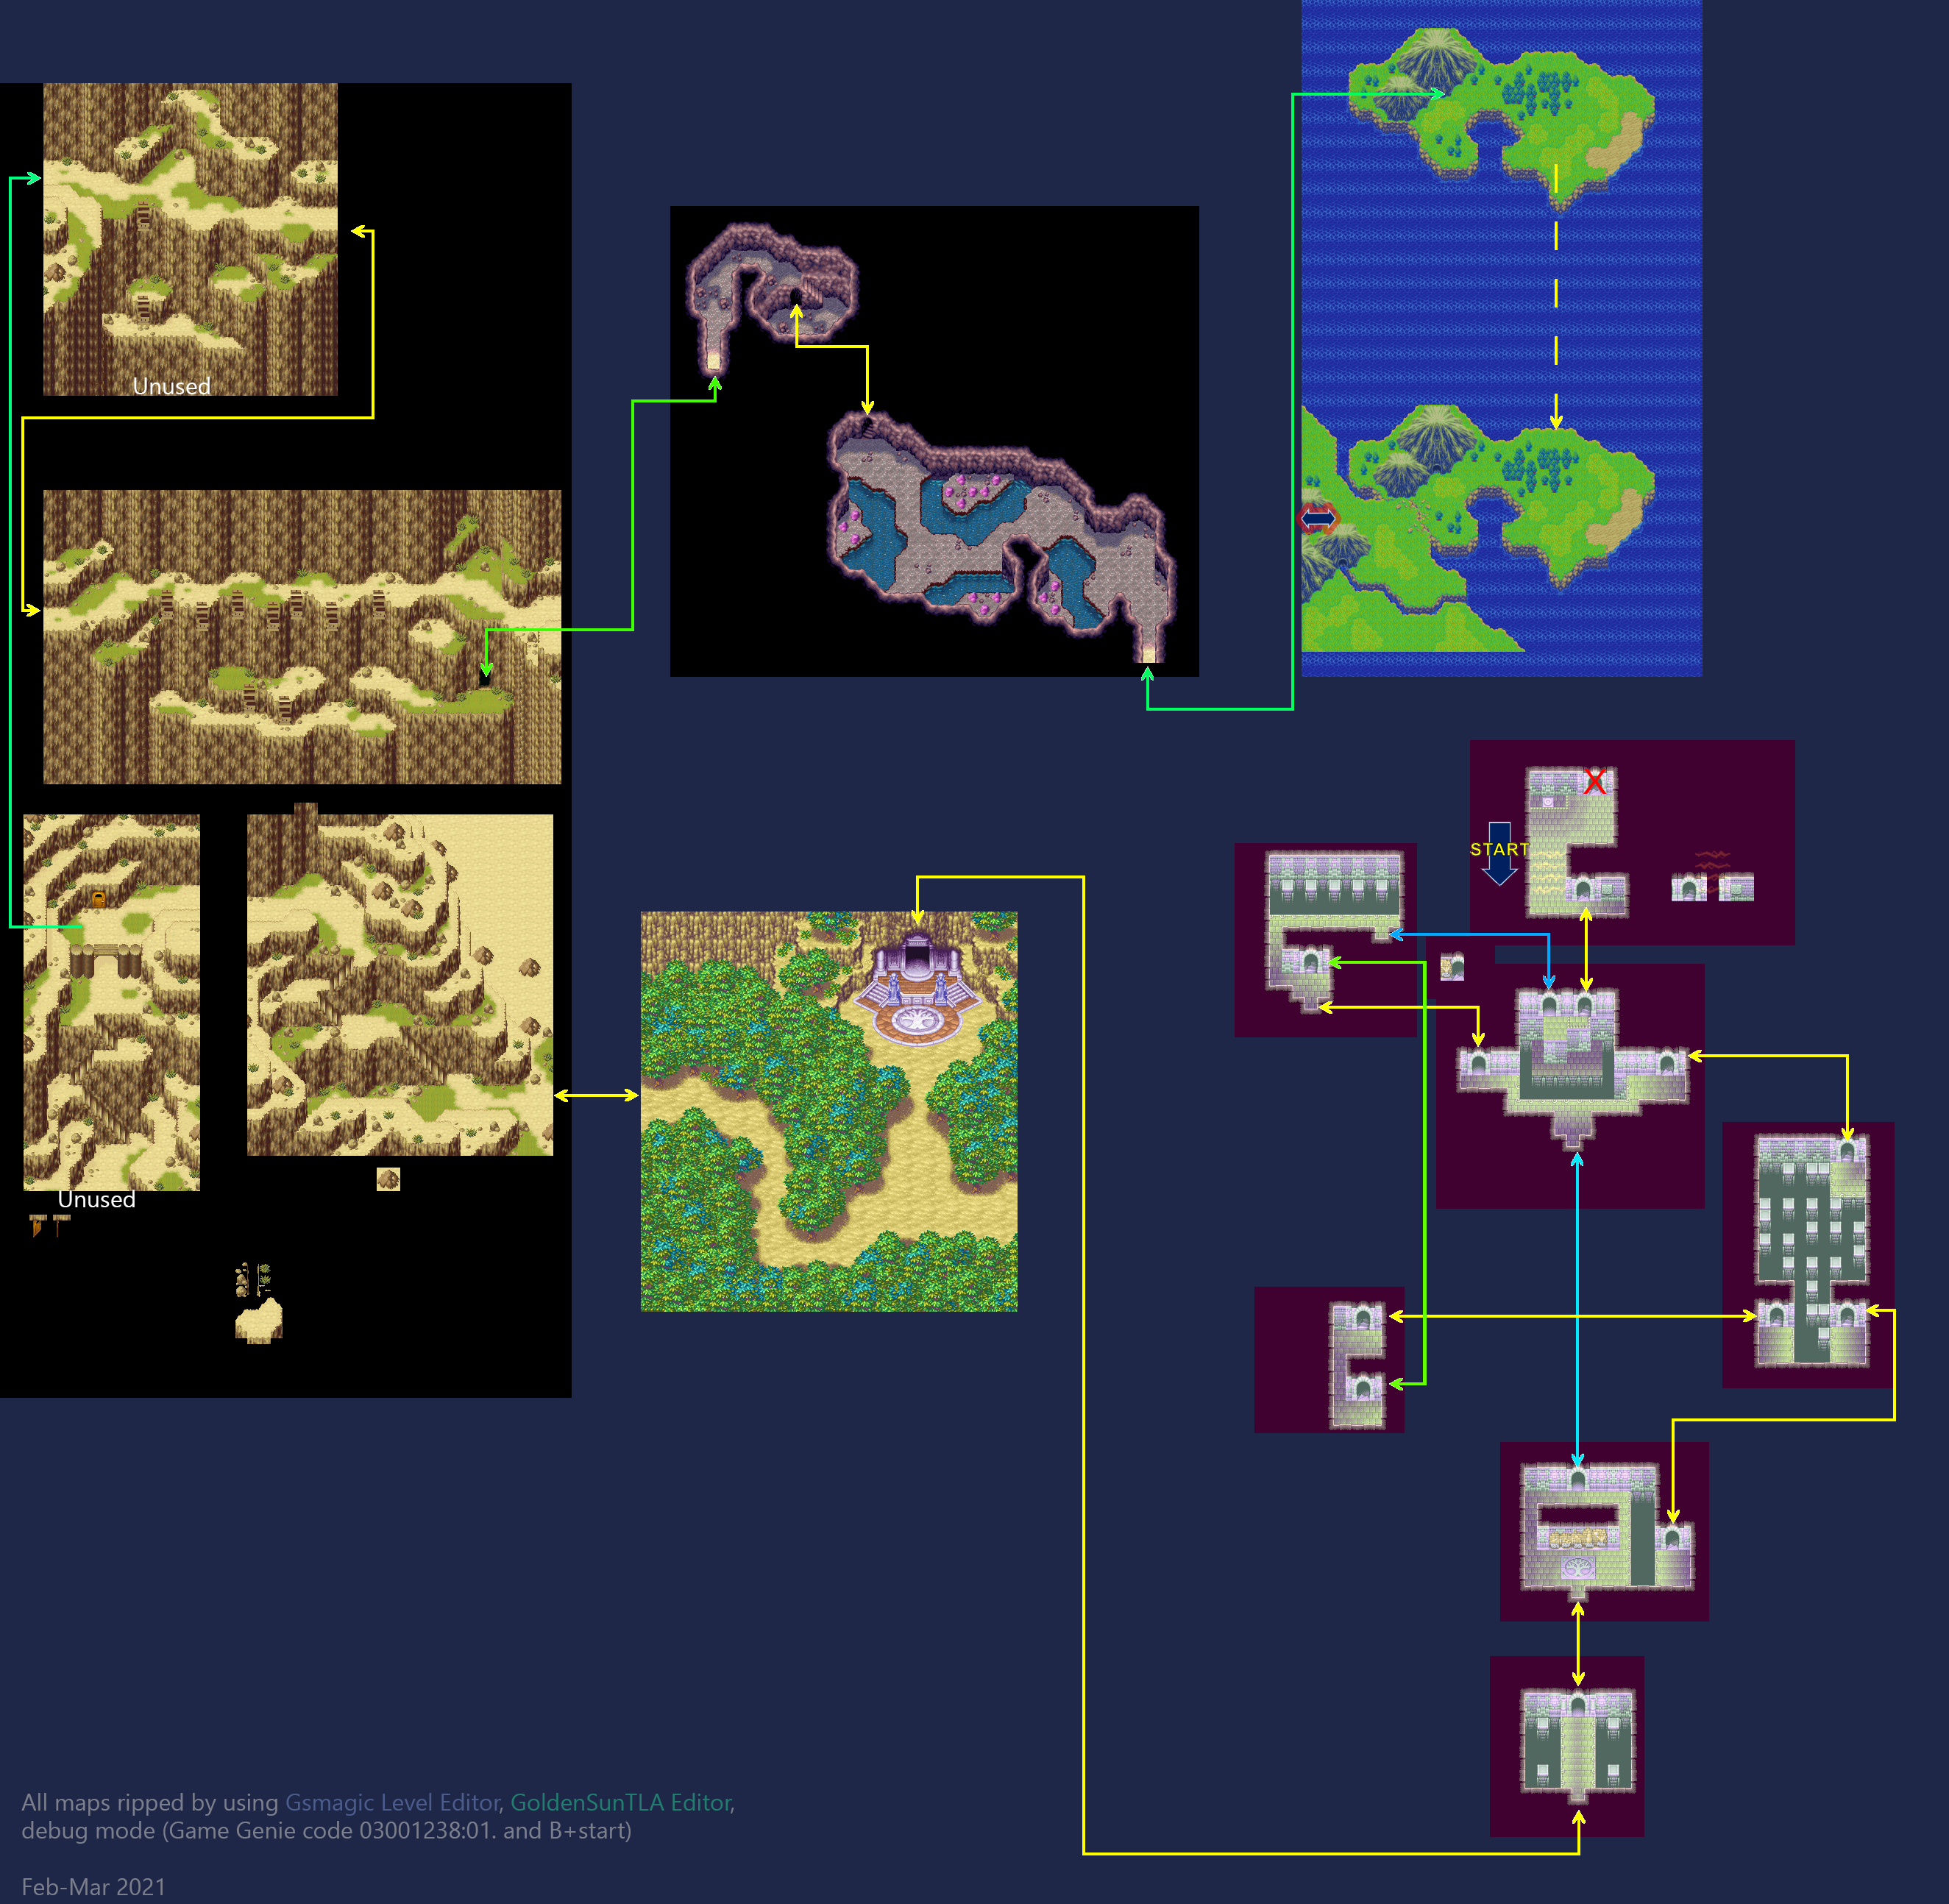 Unused
START
Unused
All maps ripped by using Gsmagic Level Editor, GoldenSunTLA Editor,
debug mode (Game Genie code 03001238:01. and B+start)
Feb-Mar 2021